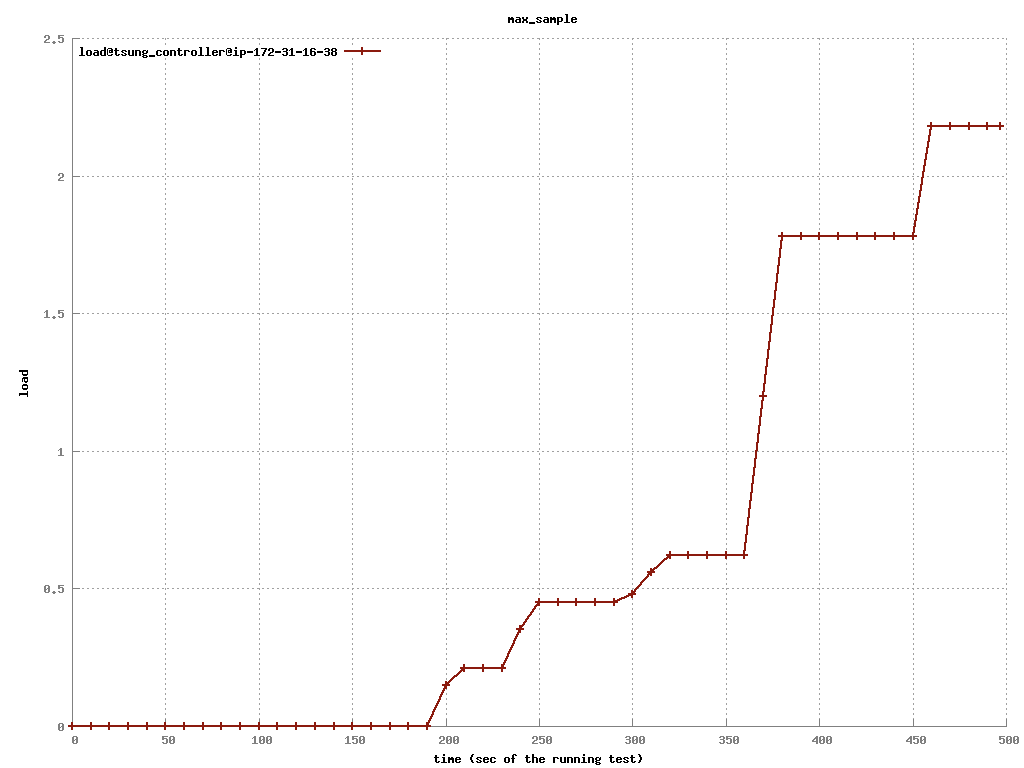 max_sample
load@tsung_controller@ip-172-31-16-38
2.5
2
1.5
1
0.5
0
load
0 50 100 150 200 250 300 350 400 450 500
time (sec of the running test)